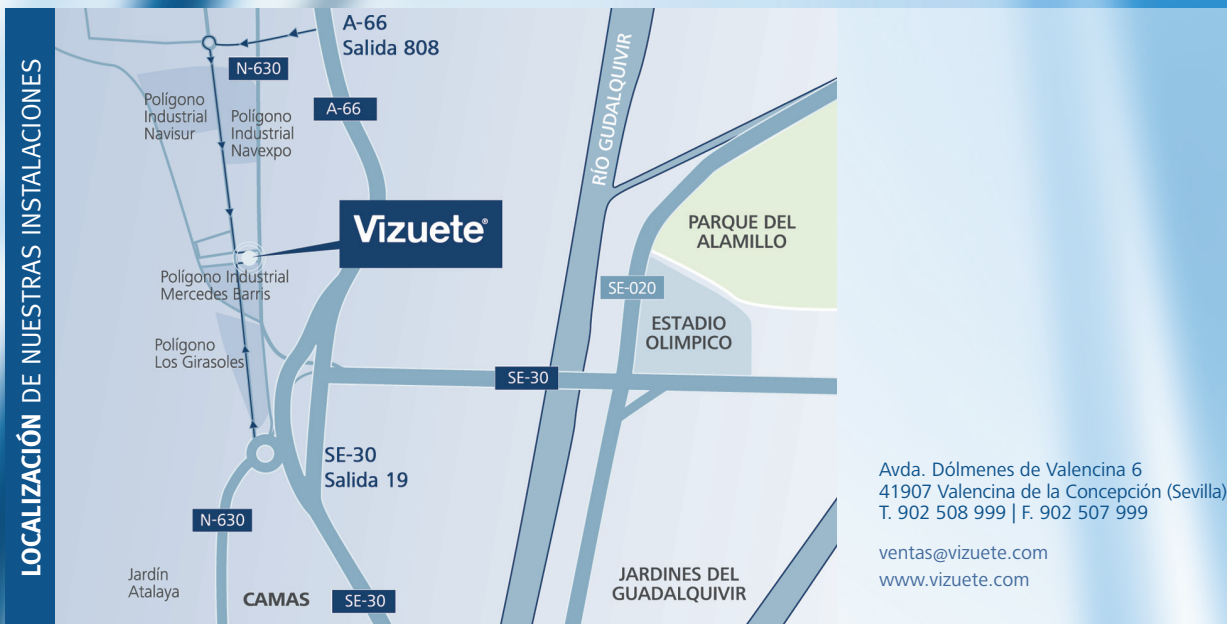 LOCALIZACIÓN DE NUESTRAS INSTALACIONES
A-66
Salida 808
N-630
A-66
Polígono
Industrial
Navisur
Polígono
Industrial
Navexpo
RÍO GUDALQUIVIR
Vizuete®
PARQUE DEL
ALAMILLO
Polígono Industrial
Mercedes Barris
SE-020
ESTADIO
OLIMPICO
Polígono
Los Girasoles
SE-30
SE-30
Salida 19
N-630
Jardín
Atalaya
CAMAS
SE-30
JARDINES DEL
GUADALQUIVIR
Avda. Dólmenes de Valencina 6
41907 Valencina de la Concepción (Sevilla)
T. 902 508 999 | F. 902 507 999
ventas@vizuete.com
www.vizuete.com